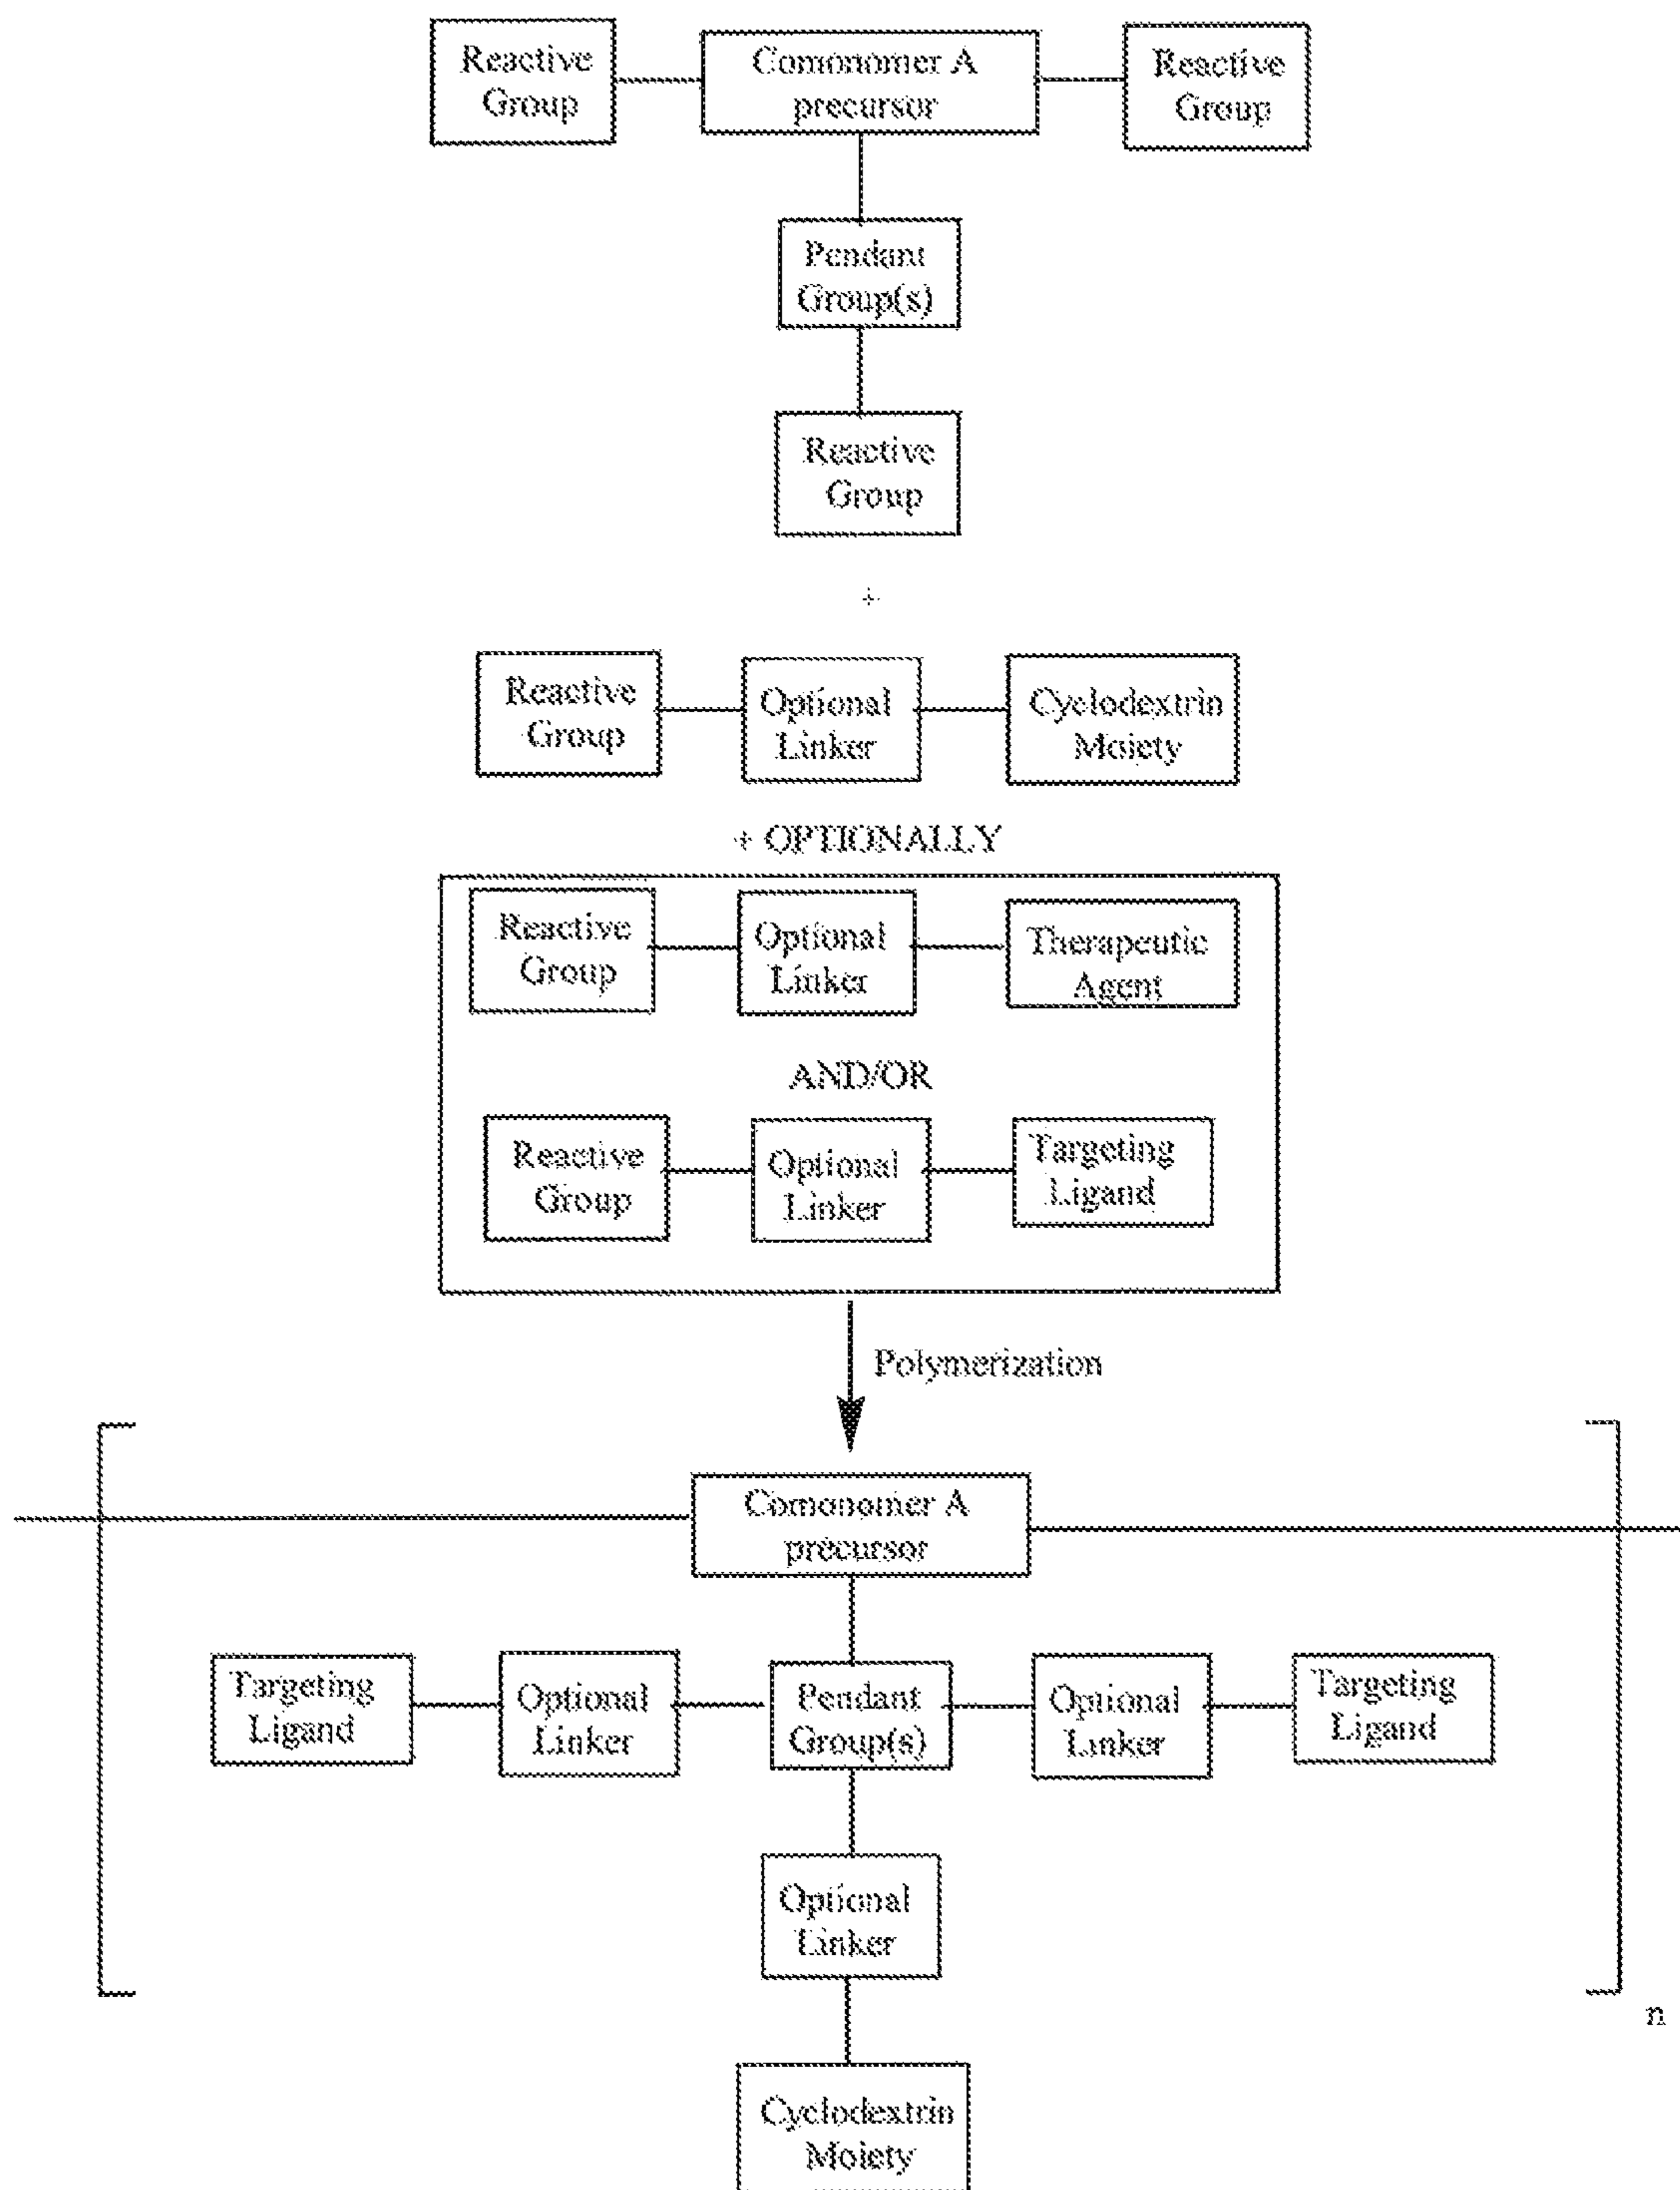 Reactive
Group
Comonomer A
precursor
Reactive
Group
Pendant
Group(s)
Reactive
Group
+
Reactive
Group
Optional
Linker
Cyclodextrin
Moiety
+ OPTIONALLY
Reactive
Group
Optional
Linker
Therapeutic
Agent
AND/OR
Reactive
Group
Optional
Linker
Targeting
Ligand
Polymerization
Comonomer A
precursor
Targeting
Ligand
Optional
Linker
Pendant
Group(s)
Optional
Linker
Targeting
Ligand
Optional
Linker
n
Cyclodextrin
Moiety